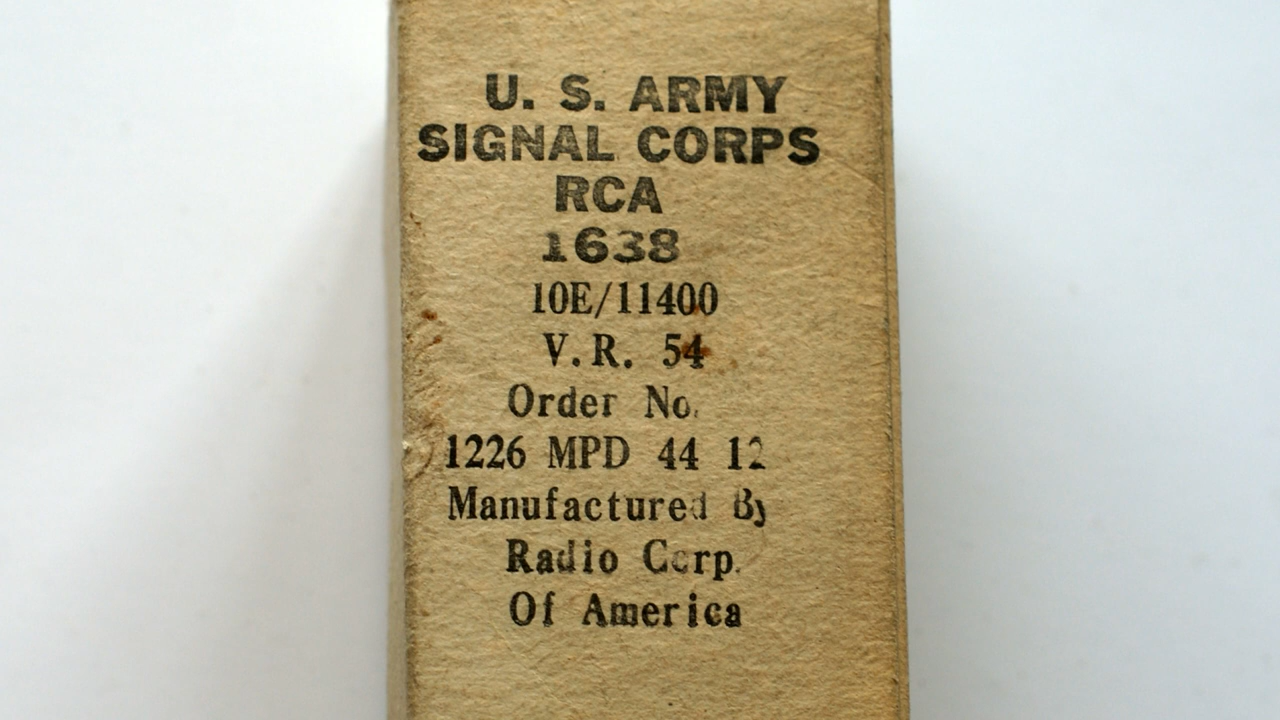 U. S. ARMY
SIGNAL CORPS
RCA
1638
10E/11400
V.R. 54
Order No.
1226 MPD 44 12
Manufactured By
Radio Corp.
Of America